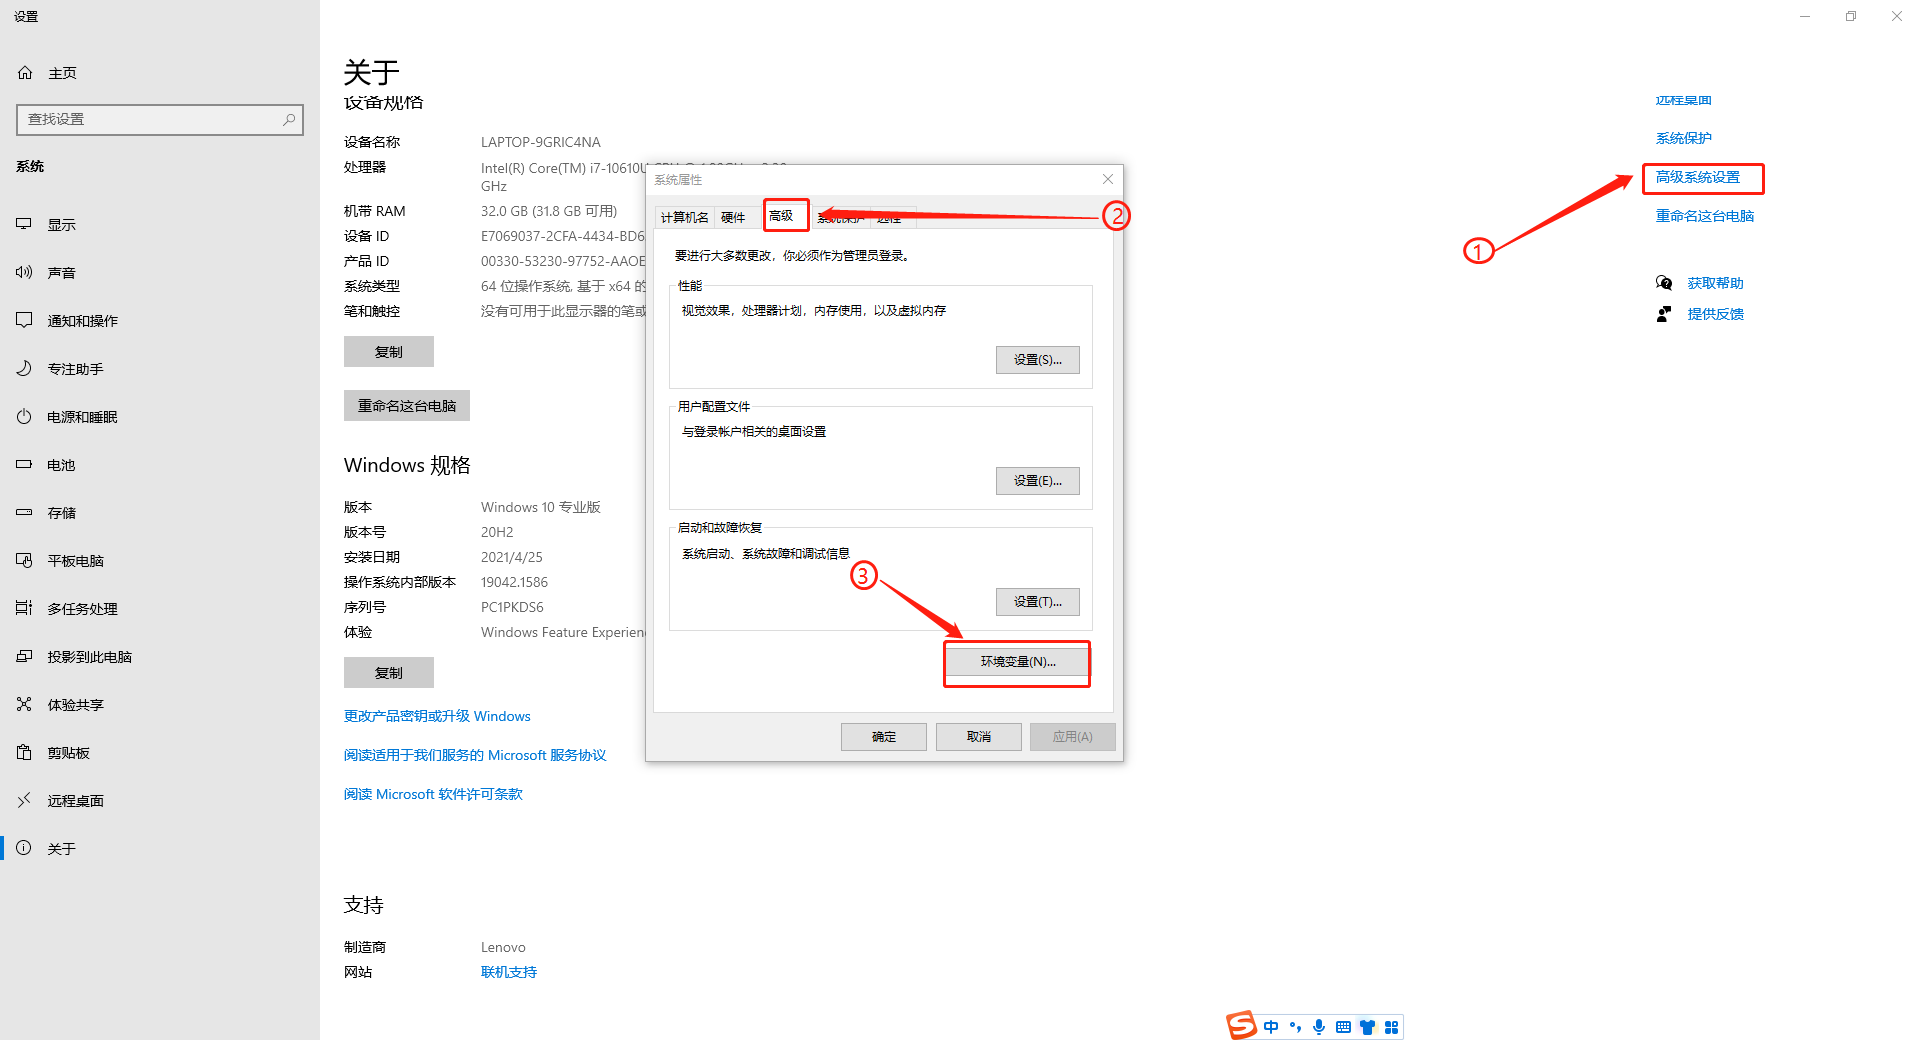 设置
主页
查找设置
系统
显示
声音
通知和操作
专注助手
电源和睡眠
电池
存储
平板电脑
多任务处理
投影到此电脑
体验共享
剪贴板
远程桌面
关于
关于
设备规格
设备名称 LAPTOP-9GRIC4NA
处理器 Intel(R) Core(TM) i7-10610U
GHz
机带 RAM 32.0 GB (31.8 GB 可用)
设备 ID E7069037-2CFA-4434-BD6
产品 ID 00330-53230-97752-AAOE
系统类型 64 位操作系统, 基于 x64 的
笔和触控 没有可用于此显示器的笔或
复制
重命名这台电脑
Windows 规格
版本 Windows 10 专业版
版本号 20H2
安装日期 2021/4/25
操作系统内部版本 19042.1586
序列号 PC1PKDS6
体验 Windows Feature Experien
复制
更改产品密钥或升级 Windows
阅读适用于我们服务的 Microsoft 服务协议
阅读 Microsoft 软件许可条款
支持
制造商 Lenovo
网站 联机支持
系统属性
计算机名 硬件 高级 系统保护 远程
②
要进行大多数更改，你必须作为管理员登录。
性能
视觉效果，处理器计划，内存使用，以及虚拟内存
设置(S)...
用户配置文件
与登录帐户相关的桌面设置
设置(E)...
启动和故障恢复
系统启动、系统故障和调试信息
③
设置(T)...
环境变量(N)...
确定 取消 应用(A)
远程桌面
系统保护
高级系统设置
重命名这台电脑
①
获取帮助
提供反馈
S 中 °,